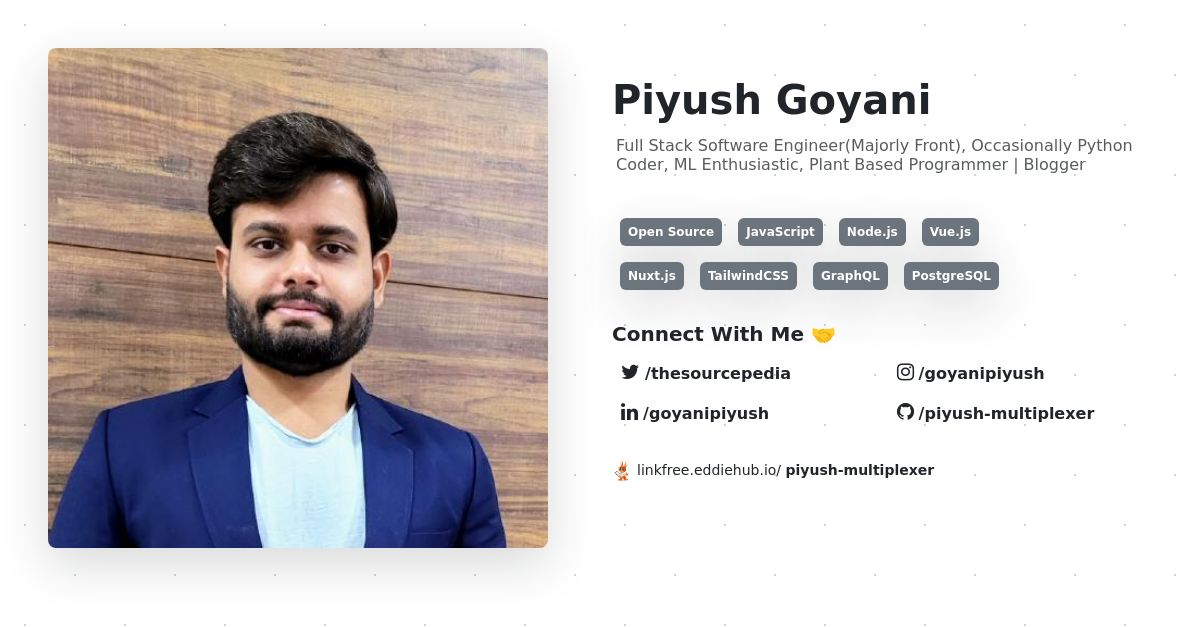 Piyush Goyani
Full Stack Software Engineer(Majorly Front), Occasionally Python
Coder, ML Enthusiastic, Plant Based Programmer | Blogger
Open Source JavaScript Node.js Vue.js
Nuxt.js TailwindCSS GraphQL PostgreSQL
Connect With Me 🤝
/thesourcepedia /goyanipiyush
/goyanipiyush /piyush-multiplexer
linkfree.eddiehub.io/ piyush-multiplexer